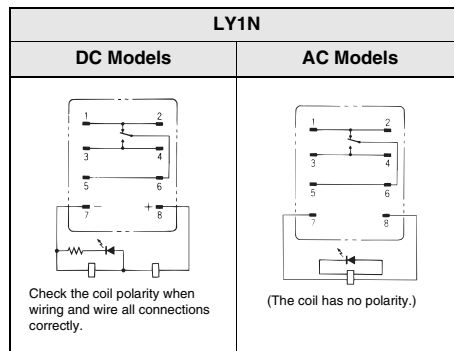 LY1N
DC Models
AC Models
1 2
3 4
5 6
7 − + 8
Check the coil polarity when
wiring and wire all connections
correctly.
1 2
3 4
5 6
7 8
(The coil has no polarity.)